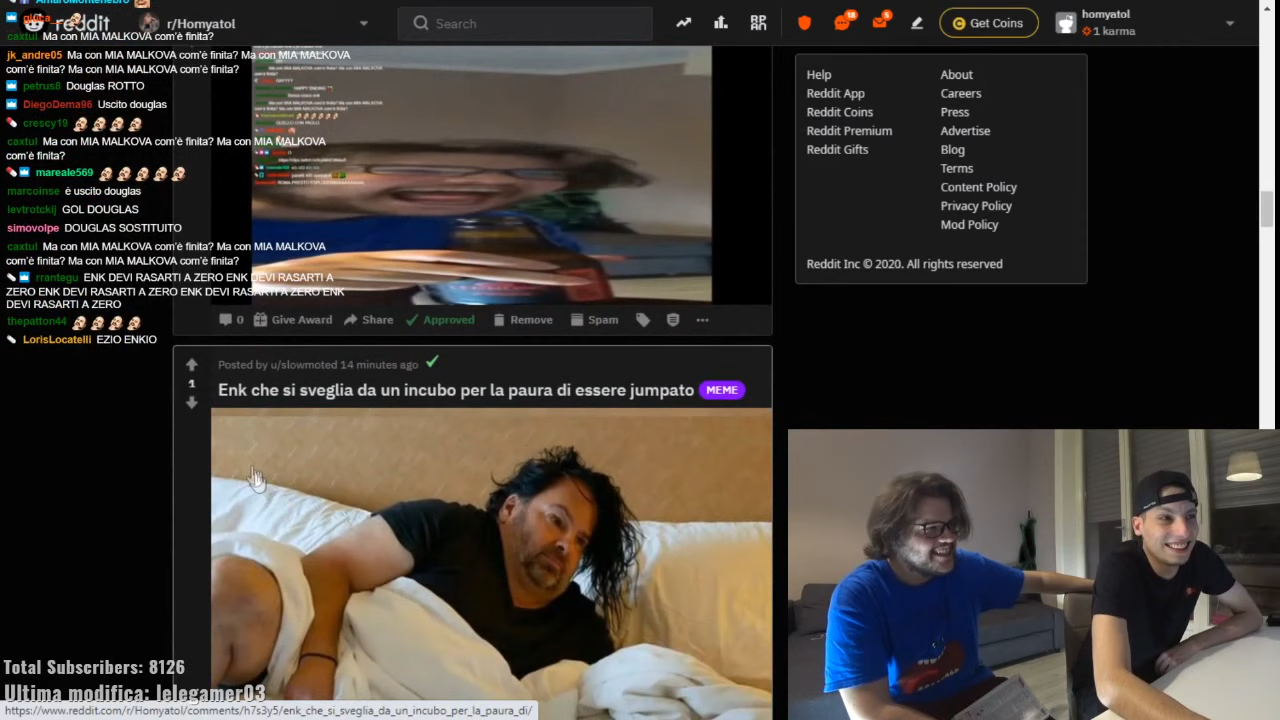 AmaroMontenebro
reddit
r/Homyatol
Search
18
5
Get Coins
homyatol
1 karma
caxtul Ma con MIA MALKOVA com'è finita?
jk_andre05 Ma con MIA MALKOVA com'è finita? Ma con MIA MALKOVA
com'è finita? Ma con MIA MALKOVA com'è finita?
petrus8 Douglas ROTTO
DiegoDema96 Uscito douglas
crescy19
caxtul Ma con MIA MALKOVA com'è finita? Ma con MIA MALKOVA
com'è finita?
mareale569
marcoinse è uscito douglas
levtrotckij GOL DOUGLAS
simovolpe DOUGLAS SOSTITUITO
caxtul Ma con MIA MALKOVA com'è finita? Ma con MIA MALKOVA
com'è finita? Ma con MIA MALKOVA com'è finita?
rrantegu ENK DEVI RASARTI A ZERO ENK DEVI RASARTI A
ZERO ENK DEVI RASARTI A ZERO ENK DEVI RASARTI A ZERO ENK
DEVI RASARTI A ZERO
thepatton44
LorisLocatelli EZIO ENKIO
0 Give Award Share Approved Remove Spam
Posted by u/slowmoted 14 minutes ago
1
Enk che si sveglia da un incubo per la paura di essere jumpato MEME
Help
Reddit App
Reddit Coins
Reddit Premium
Reddit Gifts
About
Careers
Press
Advertise
Blog
Terms
Content Policy
Privacy Policy
Mod Policy
Reddit Inc © 2020. All rights reserved
Total Subscribers: 8126
Ultima modifica: lelegamer03
https://www.reddit.com/r/Homyatol/comments/h7s3y5/enk_che_si_sveglia_da_un_incubo_per_la_paura_di/